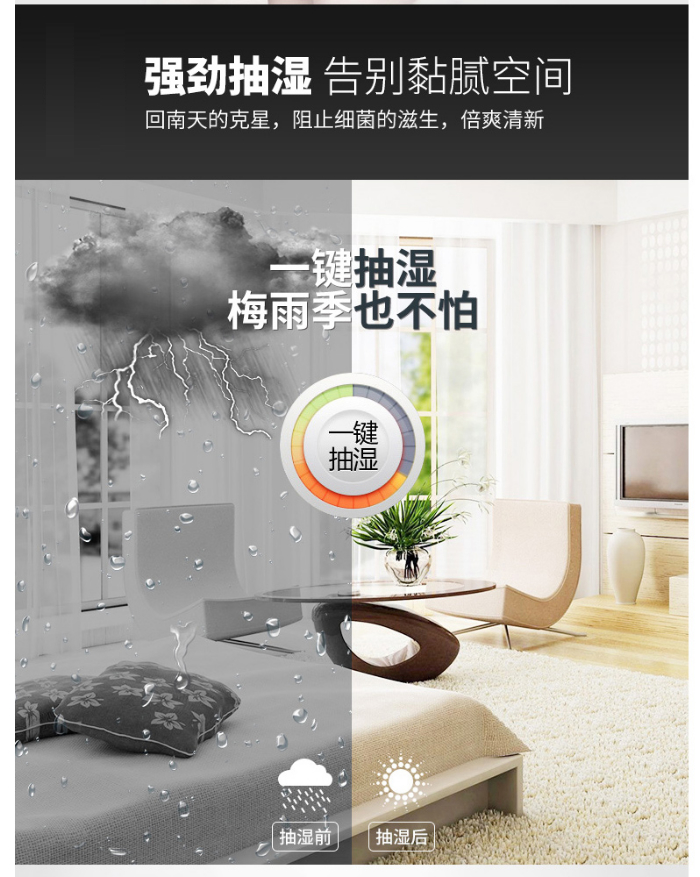 强劲抽湿 告别黏腻空间
回南天的克星，阻止细菌的滋生，倍爽清新
一键抽湿
梅雨季也不怕
一键
抽湿
抽湿前
抽湿后